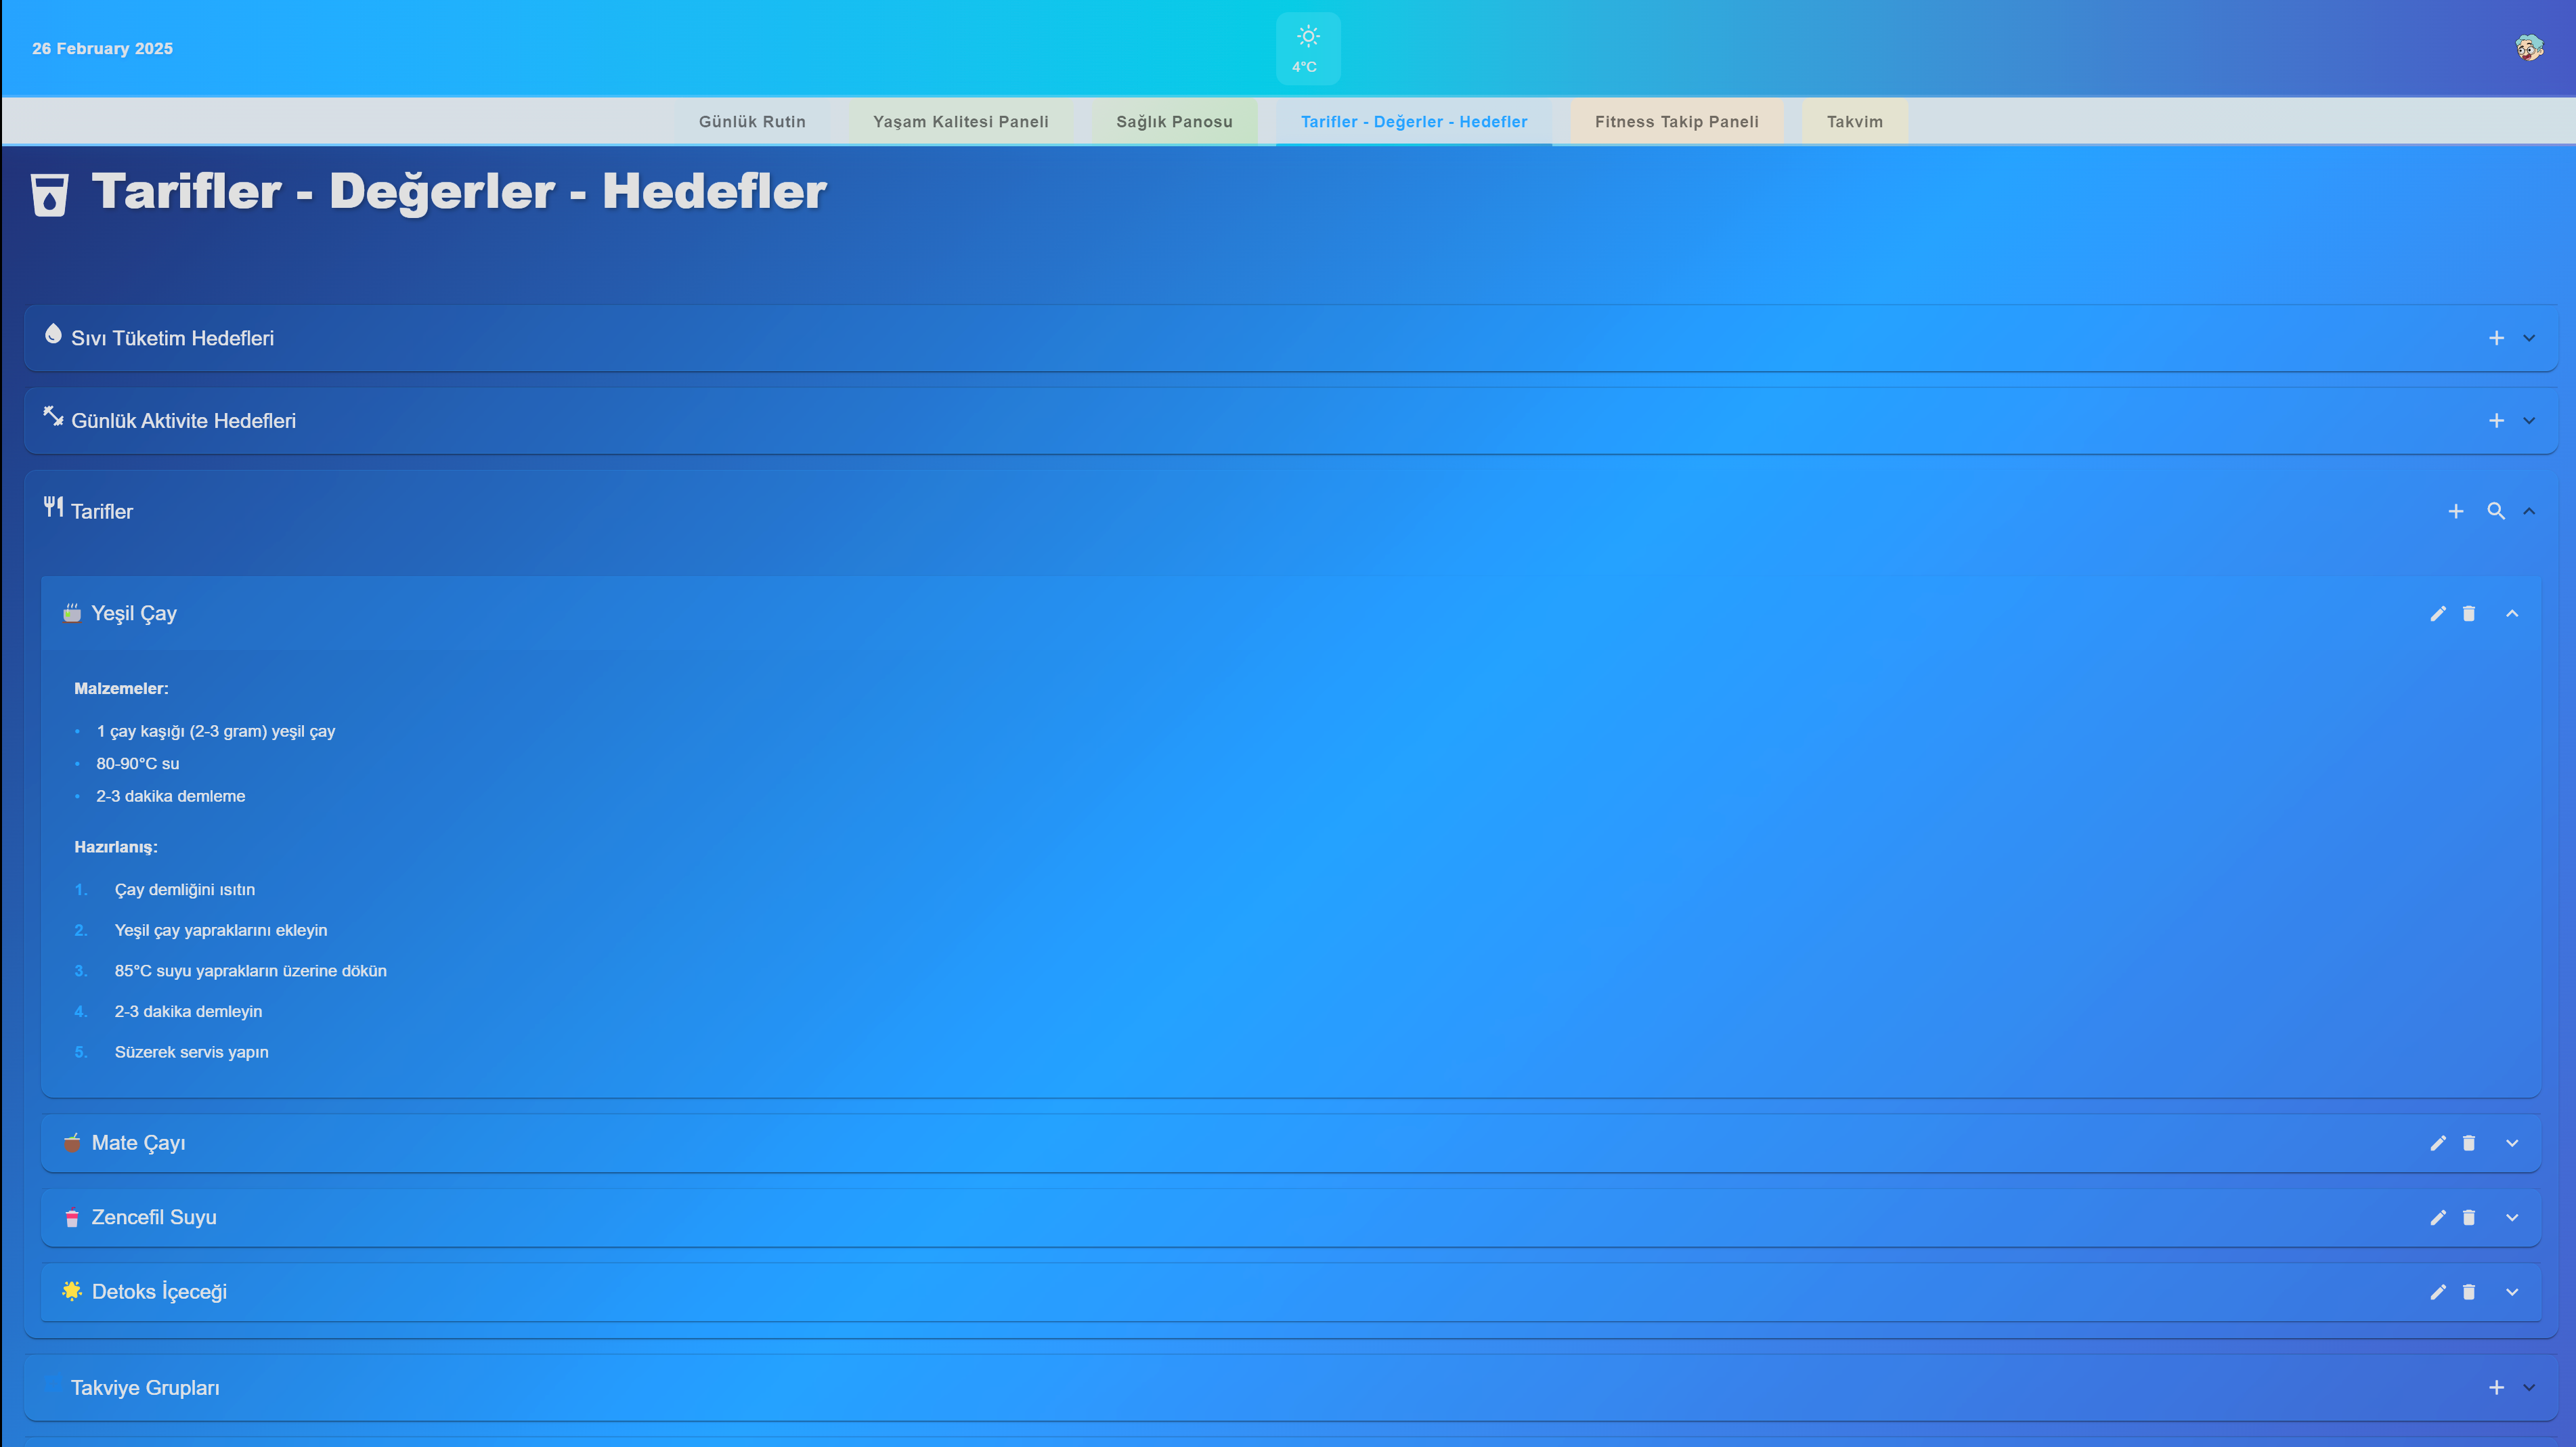 26 February 2025
4°C
Günlük Rutin
Yaşam Kalitesi Paneli
Sağlık Panosu
Tarifler - Değerler - Hedefler
Fitness Takip Paneli
Takvim
Tarifler - Değerler - Hedefler
Sıvı Tüketim Hedefleri
Günlük Aktivite Hedefleri
Tarifler
Yeşil Çay
Malzemeler:
• 1 çay kaşığı (2-3 gram) yeşil çay
• 80-90°C su
• 2-3 dakika demleme
Hazırlanış:
1. Çay demliğini ısıtın
2. Yeşil çay yapraklarını ekleyin
3. 85°C suyu yaprakların üzerine dökün
4. 2-3 dakika demleyin
5. Süzerek servis yapın
Mate Çayı
Zencefil Suyu
Detoks İçeceği
Takviye Grupları